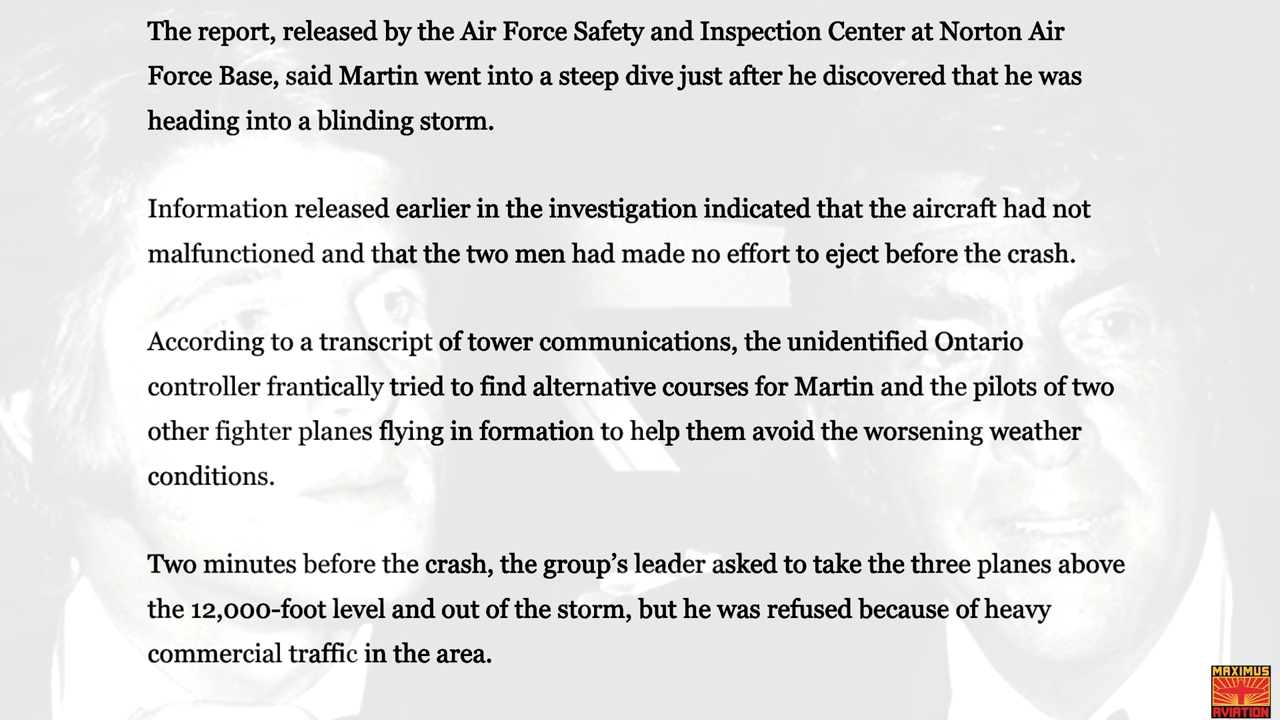 The report, released by the Air Force Safety and Inspection Center at Norton Air
Force Base, said Martin went into a steep dive just after he discovered that he was
heading into a blinding storm.
Information released earlier in the investigation indicated that the aircraft had not
malfunctioned and that the two men had made no effort to eject before the crash.
According to a transcript of tower communications, the unidentified Ontario
controller frantically tried to find alternative courses for Martin and the pilots of two
other fighter planes flying in formation to help them avoid the worsening weather
conditions.
Two minutes before the crash, the group’s leader asked to take the three planes above
the 12,000-foot level and out of the storm, but he was refused because of heavy
commercial traffic in the area.
MAXIMUS
AVIATION